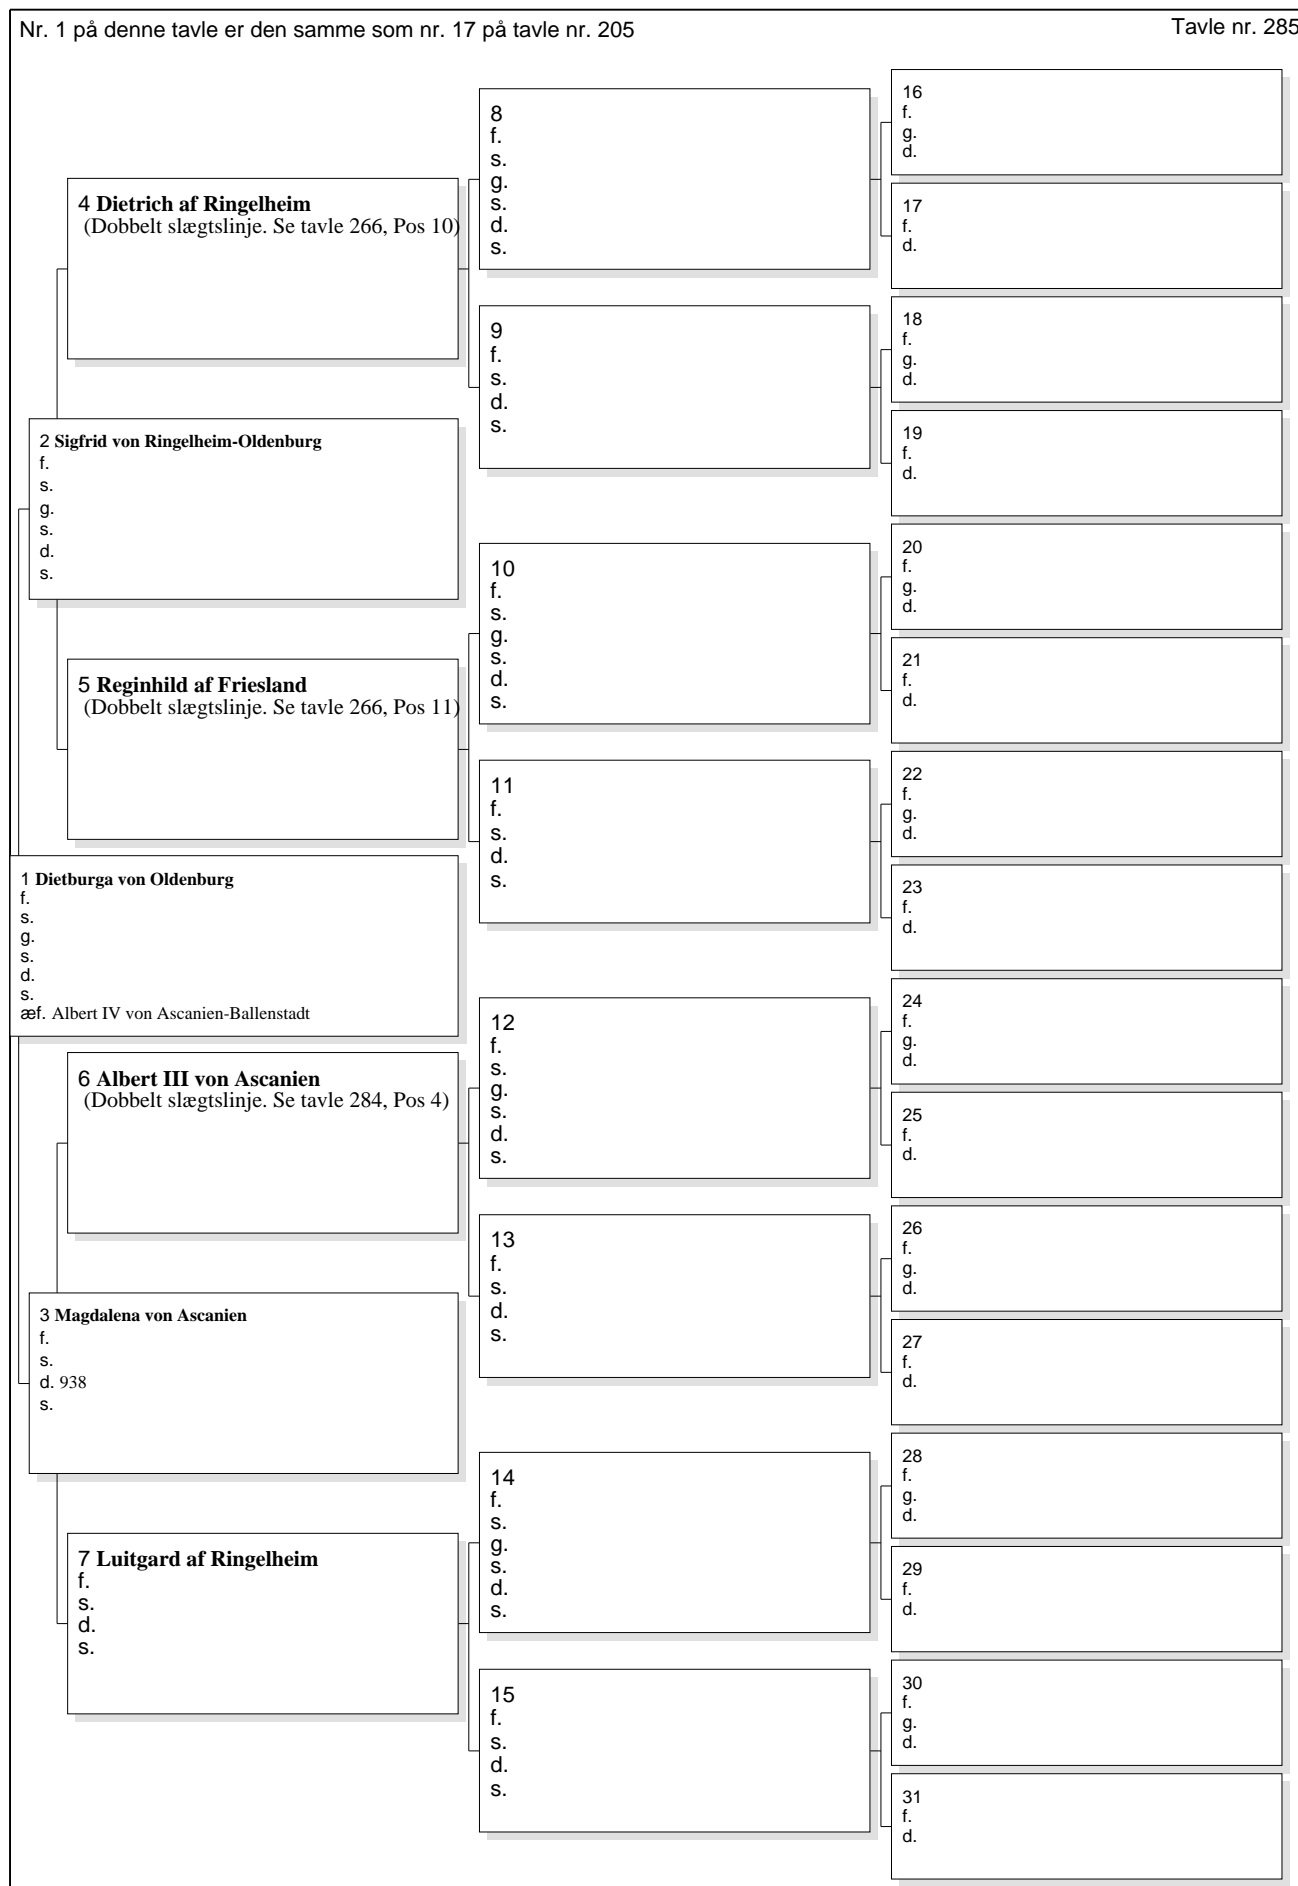 Nr. 1 på denne tavle er den samme som nr. 17 på tavle nr. 205
Tavle nr. 285
1 Dietburga von Oldenburg
f.
s.
g.
s.
d.
s.
æf. Albert IV von Ascanien-Ballenstadt
2 Sigfrid von Ringelheim-Oldenburg
f.
s.
g.
s.
d.
s.
3 Magdalena von Ascanien
f.
s.
d. 938
s.
4 Dietrich af Ringelheim
(Dobbelt slægtslinje. Se tavle 266, Pos 10)
5 Reginhild af Friesland
(Dobbelt slægtslinje. Se tavle 266, Pos 11)
6 Albert III von Ascanien
(Dobbelt slægtslinje. Se tavle 284, Pos 4)
7 Luitgard af Ringelheim
f.
s.
d.
s.
8
f.
s.
g.
s.
d.
s.
9
f.
s.
d.
s.
10
f.
s.
g.
s.
d.
s.
11
f.
s.
d.
s.
12
f.
s.
g.
s.
d.
s.
13
f.
s.
d.
s.
14
f.
s.
g.
s.
d.
s.
15
f.
s.
d.
s.
16
f.
g.
d.
17
f.
d.
18
f.
g.
d.
19
f.
d.
20
f.
g.
d.
21
f.
d.
22
f.
g.
d.
23
f.
d.
24
f.
g.
d.
25
f.
d.
26
f.
g.
d.
27
f.
d.
28
f.
g.
d.
29
f.
d.
30
f.
g.
d.
31
f.
d.